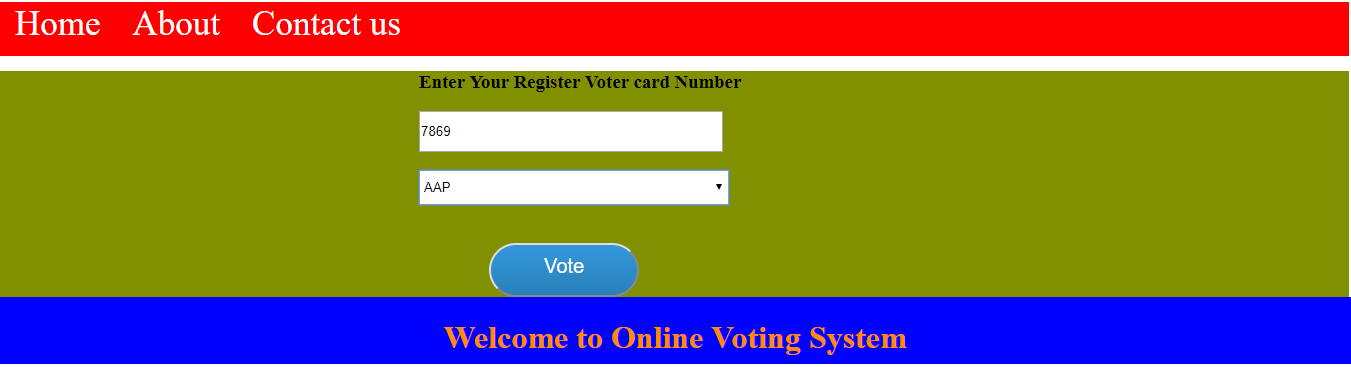 Home About Contact us
Enter Your Register Voter card Number
7869
AAP
Vote
Welcome to Online Voting System